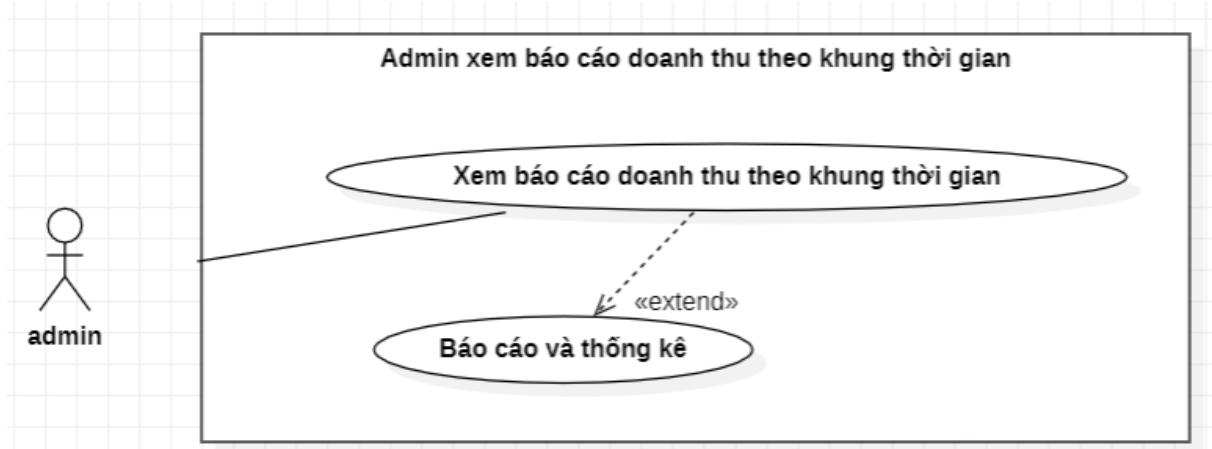 Admin xem báo cáo doanh thu theo khung thời gian
Xem báo cáo doanh thu theo khung thời gian
«extend»
admin
Báo cáo và thống kê